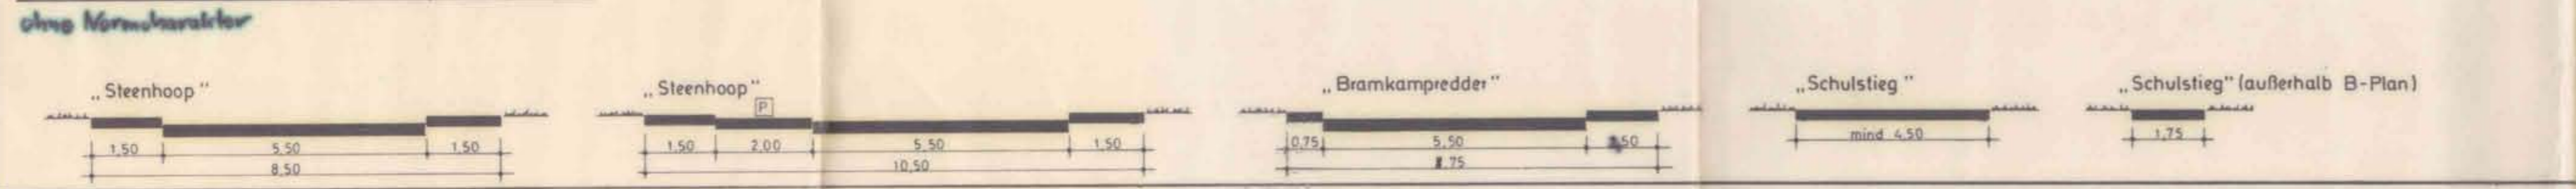 ohne Normcharakter
„Steenhoop"
1,50 5,50 1,50
8,50
„Steenhoop"
P
1,50 2,00 5,50 1,50
10,50
„Bramkampredder"
0,75 5,50
„Schulstieg"
mind 4,50
„Schulstieg" (außerhalb B-Plan)
1,75